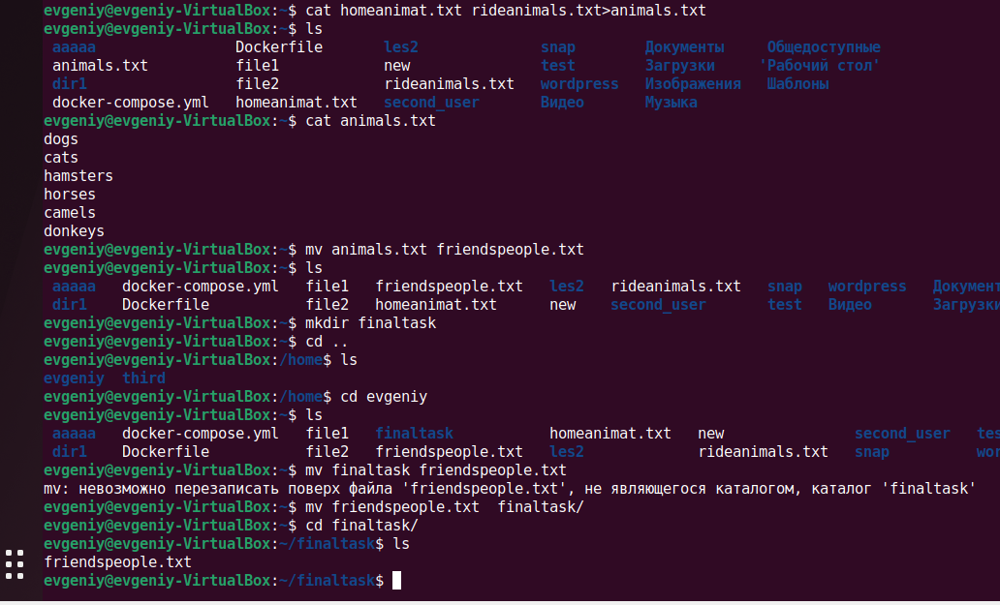 evgeniy@evgeniy-VirtualBox:~$ cat homeanimat.txt rideanimals.txt>animals.txt
evgeniy@evgeniy-VirtualBox:~$ ls
aaaaa Dockerfile les2 snap Документы Общедоступные
animals.txt file1 new test Загрузки 'Рабочий стол'
dir1 file2 rideanimals.txt wordpress Изображения Шаблоны
docker-compose.yml homeanimat.txt second_user Видео Музыка
evgeniy@evgeniy-VirtualBox:~$ cat animals.txt
dogs
cats
hamsters
horses
camels
donkeys
evgeniy@evgeniy-VirtualBox:~$ mv animals.txt friendspeople.txt
evgeniy@evgeniy-VirtualBox:~$ ls
aaaaa docker-compose.yml file1 friendspeople.txt les2 rideanimals.txt snap wordpress Документ
dir1 Dockerfile file2 homeanimat.txt new second_user test Видео Загрузки
evgeniy@evgeniy-VirtualBox:~$ mkdir finaltask
evgeniy@evgeniy-VirtualBox:~$ cd ..
evgeniy@evgeniy-VirtualBox:/home$ ls
evgeniy third
evgeniy@evgeniy-VirtualBox:/home$ cd evgeniy
evgeniy@evgeniy-VirtualBox:~$ ls
aaaaa docker-compose.yml file1 finaltask homeanimat.txt new second_user tes
dir1 Dockerfile file2 friendspeople.txt les2 rideanimals.txt snap wor
evgeniy@evgeniy-VirtualBox:~$ mv finaltask friendspeople.txt
mv: невозможно перезаписать поверх файла 'friendspeople.txt', не являющегося каталогом, каталог 'finaltask'
evgeniy@evgeniy-VirtualBox:~$ mv friendspeople.txt  finaltask/
evgeniy@evgeniy-VirtualBox:~$ cd finaltask/
evgeniy@evgeniy-VirtualBox:~/finaltask$ ls
friendspeople.txt
evgeniy@evgeniy-VirtualBox:~/finaltask$